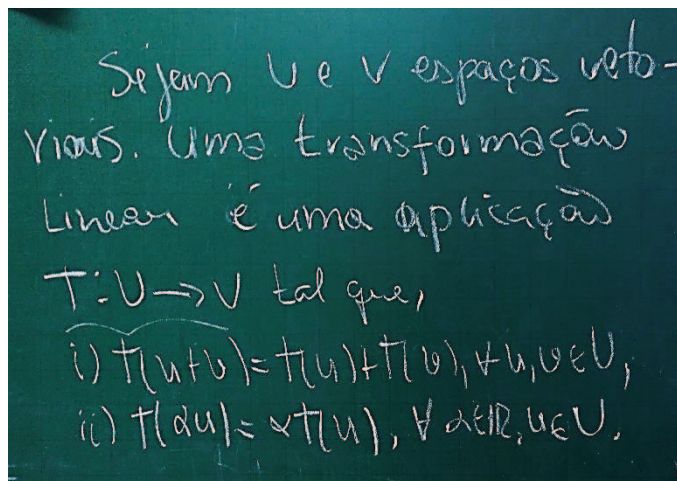 Sejam U e V espaços veto-
riais. Uma transformação
Linear é uma aplicação
T: U → V tal que,
i) T(u+v) = T(u)+T(v), ∀ u, v ∈ U,
ii) T(αu) = αT(u), ∀ α ∈ ℝ, u ∈ U.